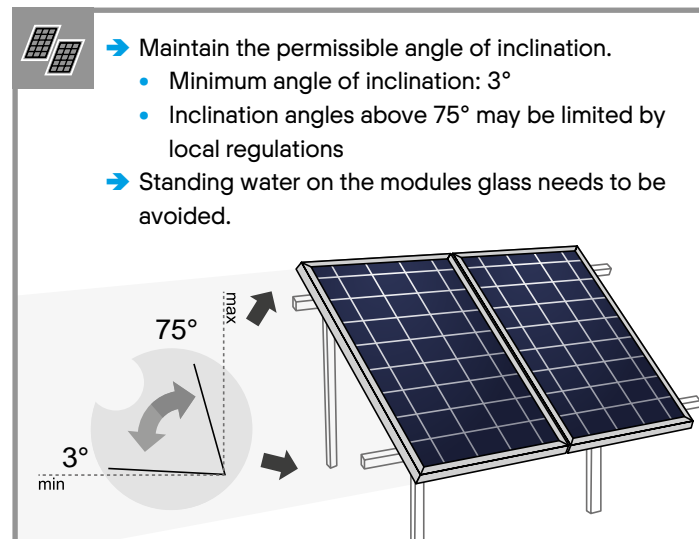 ➔ Maintain the permissible angle of inclination.
• Minimum angle of inclination: 3°
• Inclination angles above 75° may be limited by
local regulations
➔ Standing water on the modules glass needs to be
avoided.
75°
max
3°
min